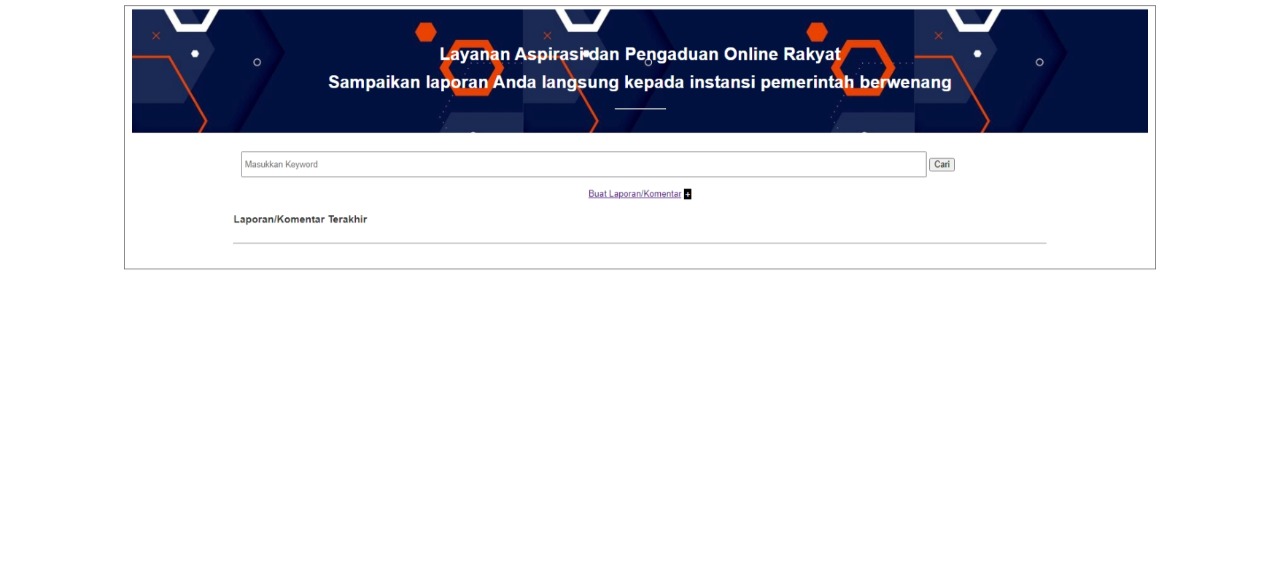 Layanan Aspirasi dan Pengaduan Online Rakyat
Sampaikan laporan Anda langsung kepada instansi pemerintah berwenang
Masukkan Keyword
Cari
Buat Laporan/Komentar +
Laporan/Komentar Terakhir